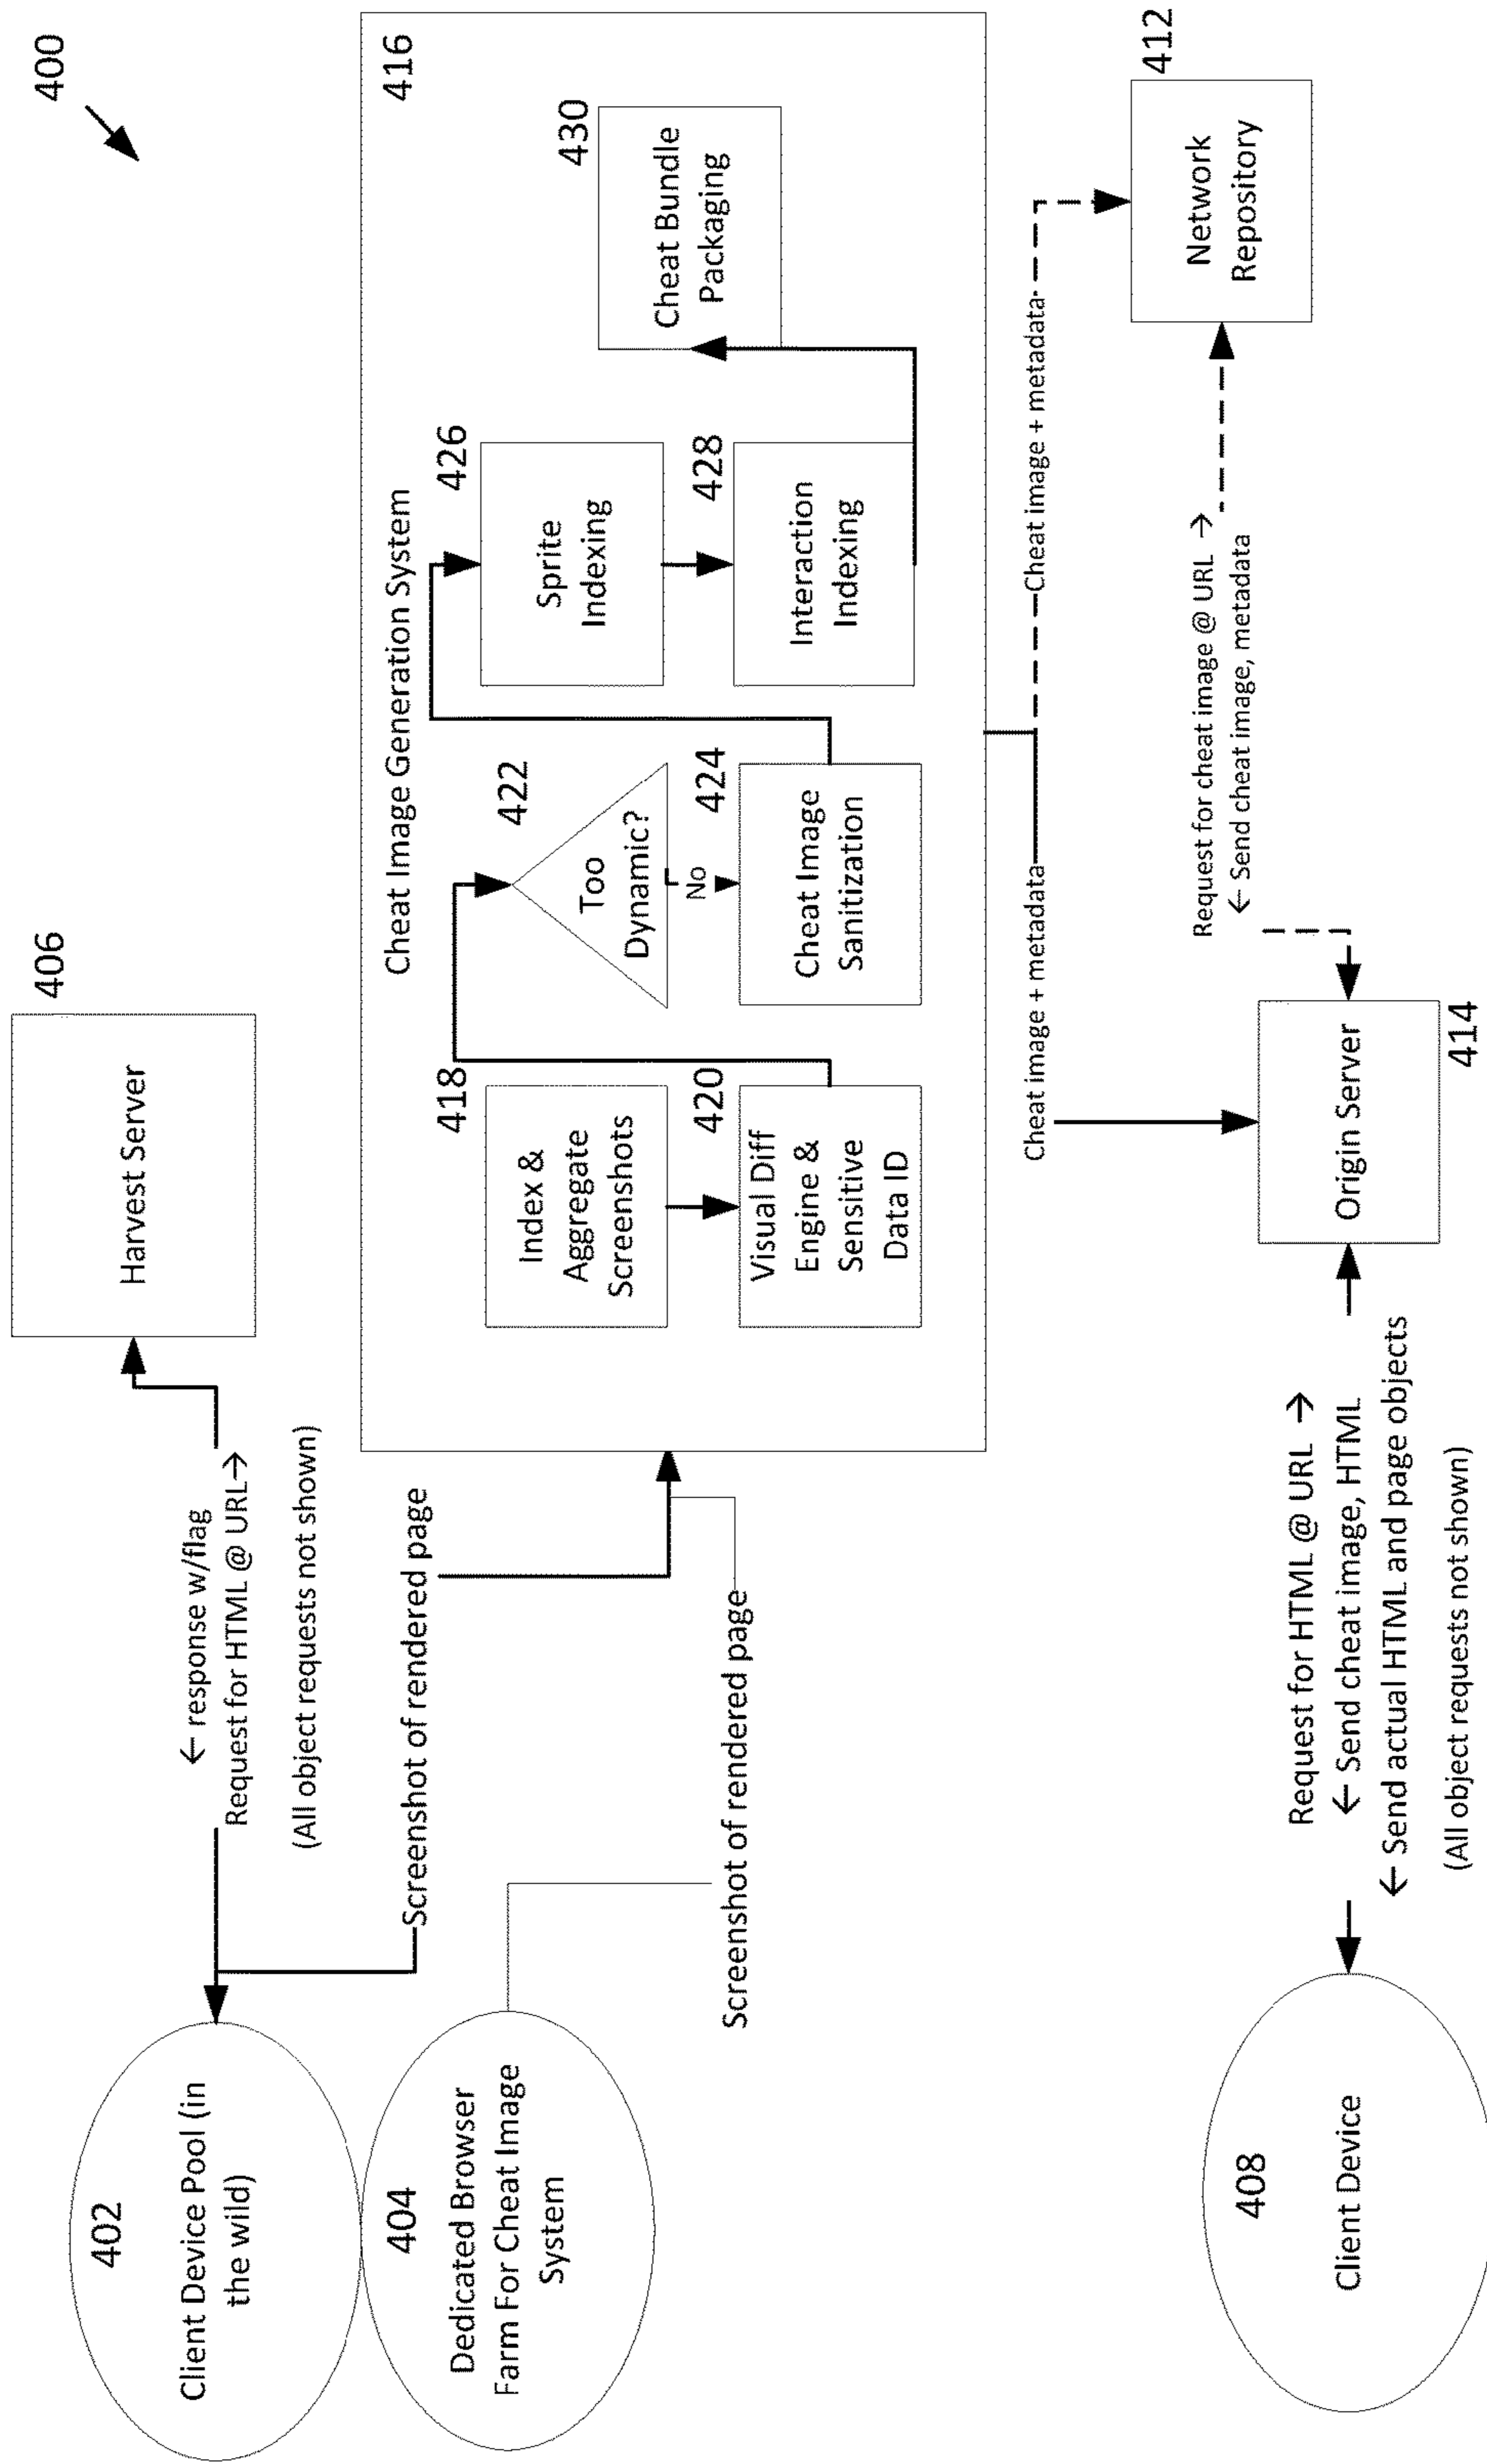 400
402
Client Device Pool (in
the wild)
404
Dedicated Browser
Farm For Cheat Image
System
← response w/flag
Request for HTML @ URL→
(All object requests not shown)
406
Harvest Server
Screenshot of rendered page
Screenshot of rendered page
Cheat Image Generation System
416
418
Index &
Aggregate
Screenshots
420
Visual Diff
Engine &
Sensitive
Data ID
422
Too
Dynamic?
No
424
Cheat Image
Sanitization
426
Sprite
Indexing
428
Interaction
Indexing
430
Cheat Bundle
Packaging
Cheat image + metadata
Cheat image + metadata
408
Client Device
Request for HTML @ URL →
← Send cheat image, HTML
← Send actual HTML and page objects
(All object requests not shown)
Origin Server
414
Request for cheat image @ URL →
← Send cheat image, metadata
412
Network
Repository